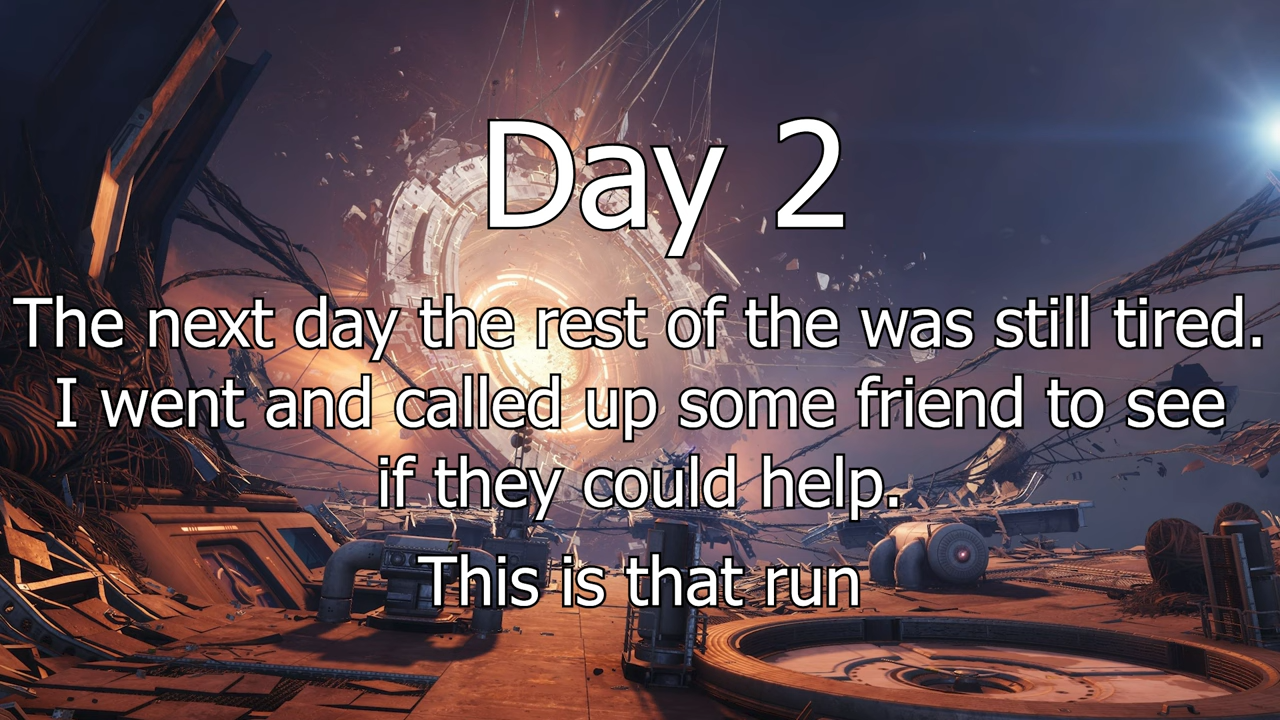 Day 2
The next day the rest of the was still tired.
I went and called up some friend to see
if they could help.
This is that run